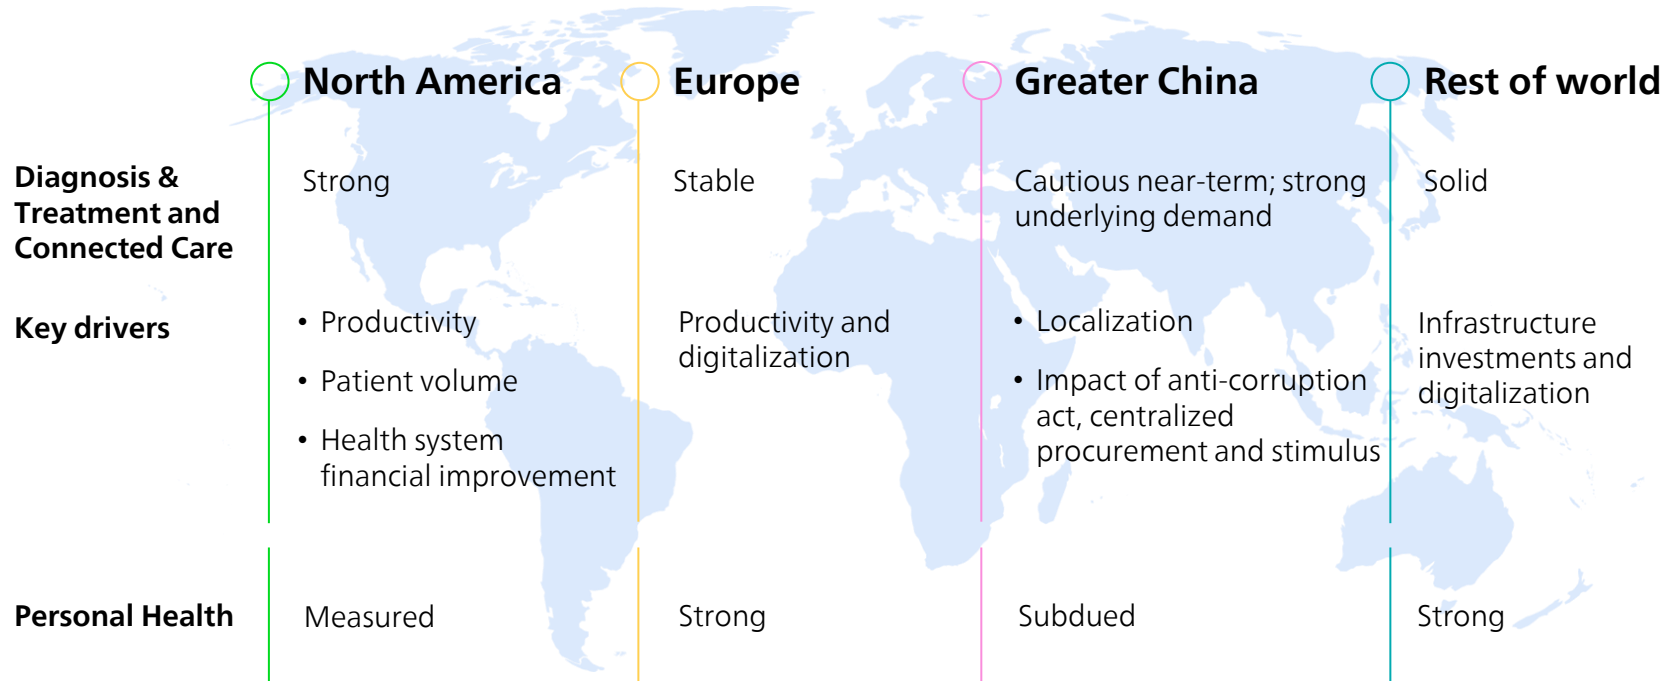 North America
Europe
Greater China
Rest of world
Diagnosis &
Treatment and
Connected Care
Strong
Stable
Cautious near-term; strong
underlying demand
Solid
Key drivers
• Productivity
• Patient volume
• Health system
financial improvement
Productivity and
digitalization
• Localization
• Impact of anti-corruption
act, centralized
procurement and stimulus
Infrastructure
investments and
digitalization
Personal Health
Measured
Strong
Subdued
Strong